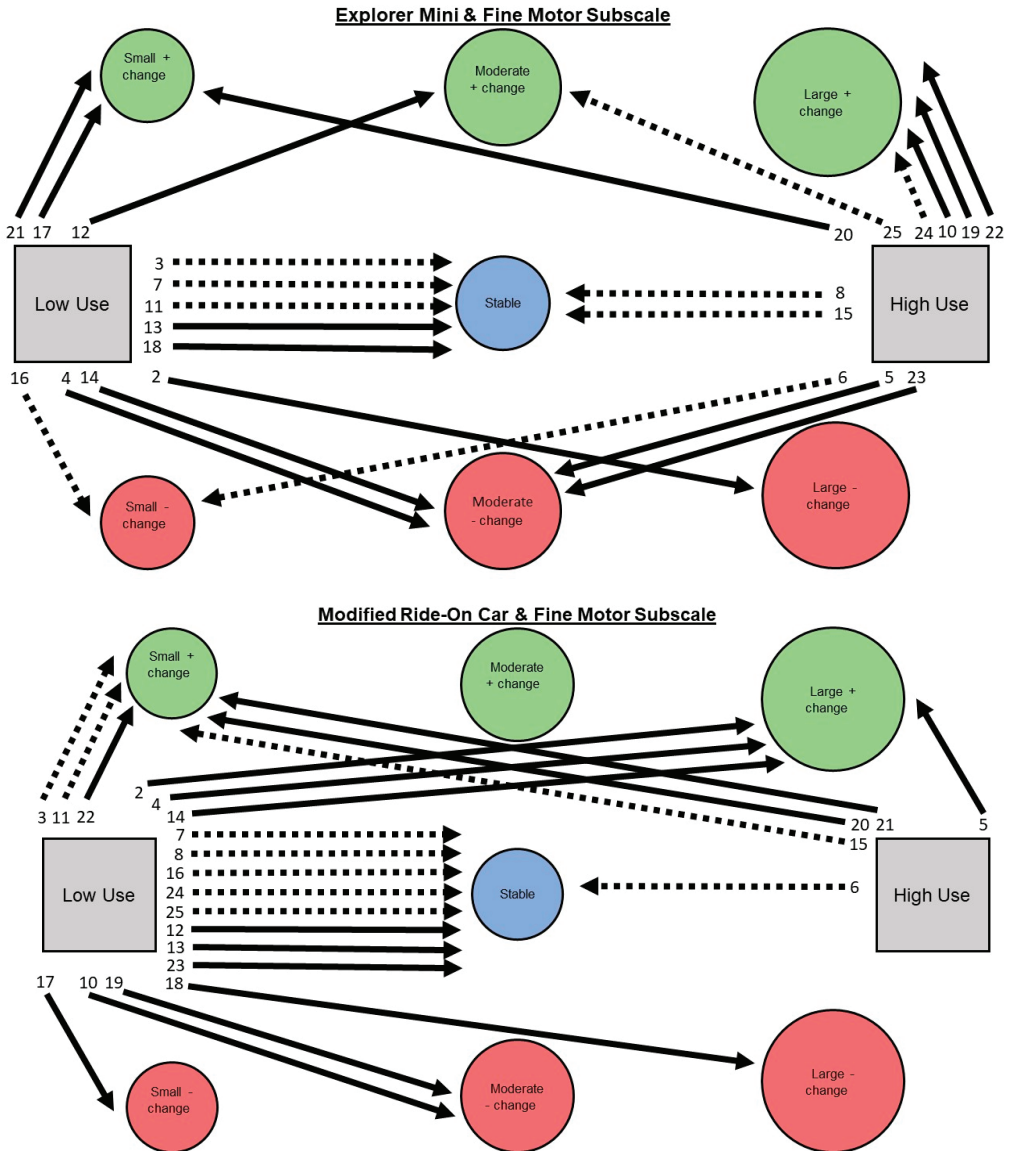 Explorer Mini & Fine Motor Subscale
Small +
change
Moderate
+ change
Large +
change
21 17 12
20 25 24 10 19 22
Low Use
3
7
11
13
18
Stable
8
15
High Use
16 4 14 2
6 5 23
Small -
change
Moderate
- change
Large -
change
Modified Ride-On Car & Fine Motor Subscale
Small +
change
Moderate
+ change
Large +
change
3 11 22
2
4
14
20 21
15
5
Low Use
7
8
16
24
25
12
13
23
18
Stable
6
High Use
17 10 19
Small -
change
Moderate
- change
Large -
change